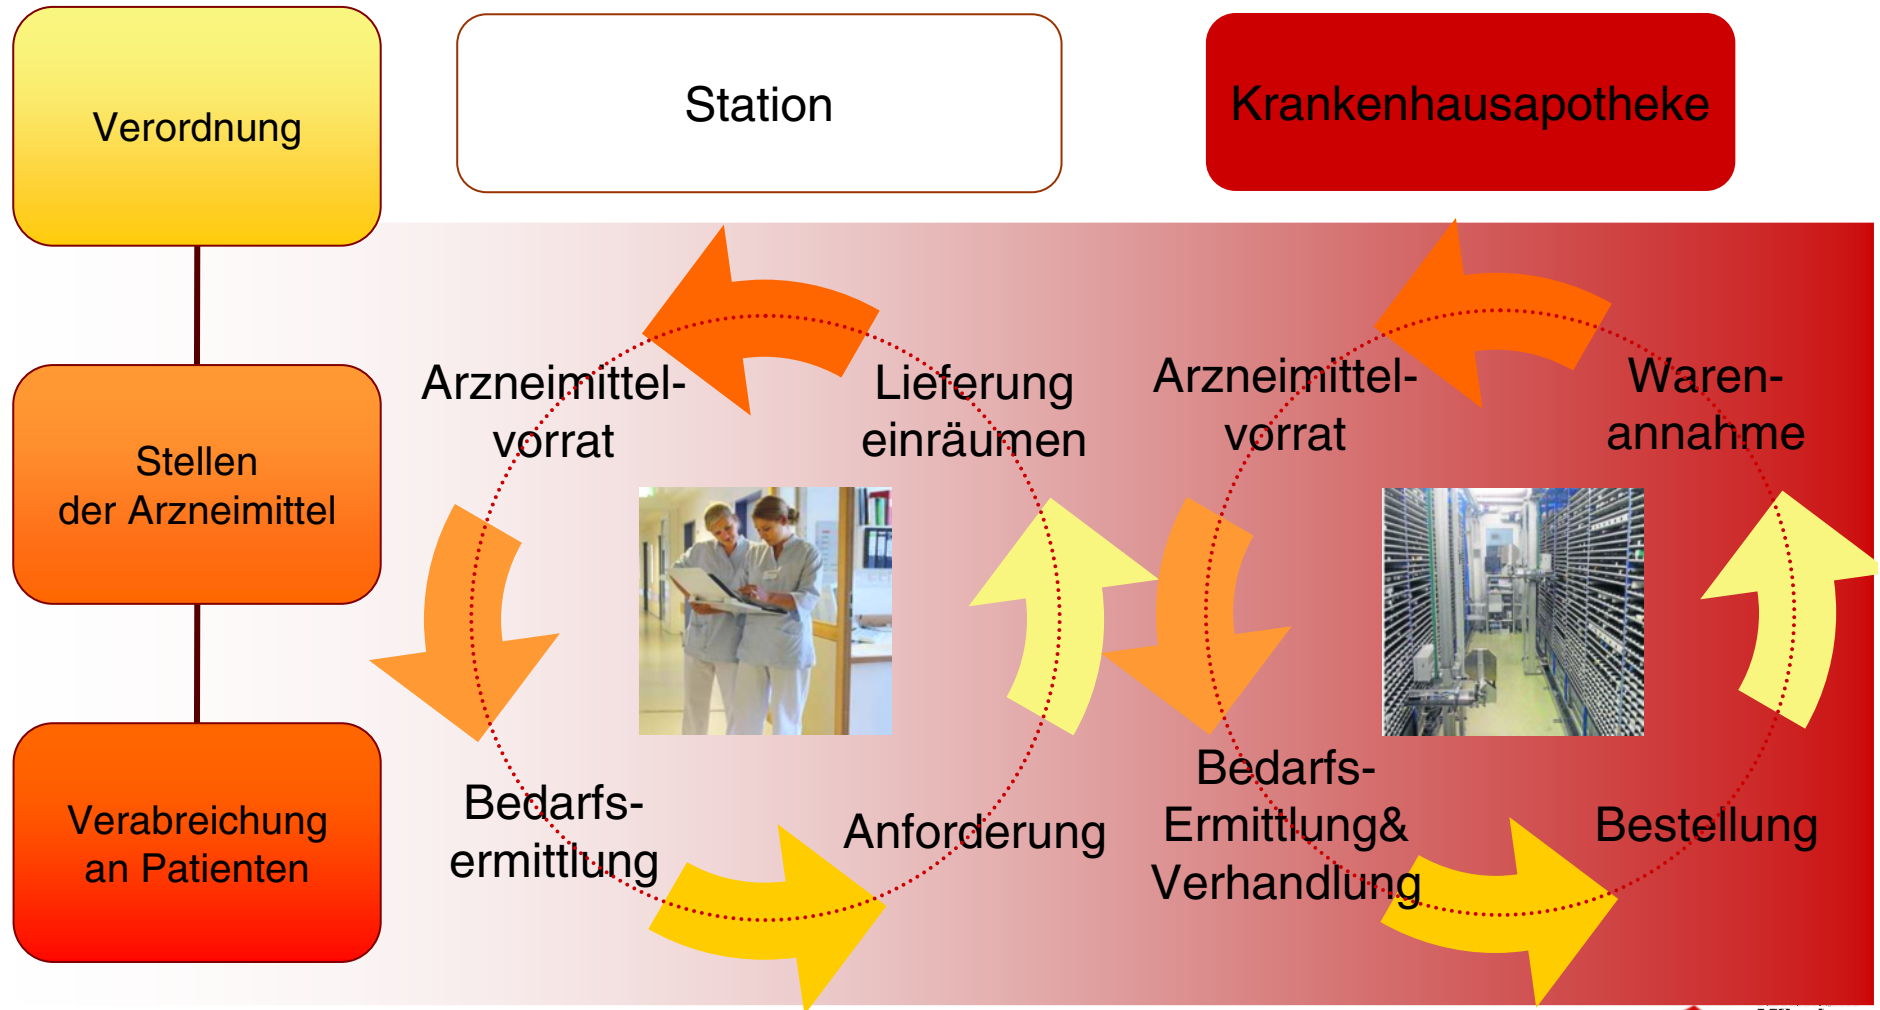 Verordnung
Station
Krankenhausapotheke
Stellen
der Arzneimittel
Verabreichung
an Patienten
Arzneimittel-
vorrat
Lieferung
einräumen
Bedarfs-
ermittlung
Anforderung
Arzneimittel-
vorrat
Waren-
annahme
Bedarfs-
Ermittlung&
Verhandlung
Bestellung